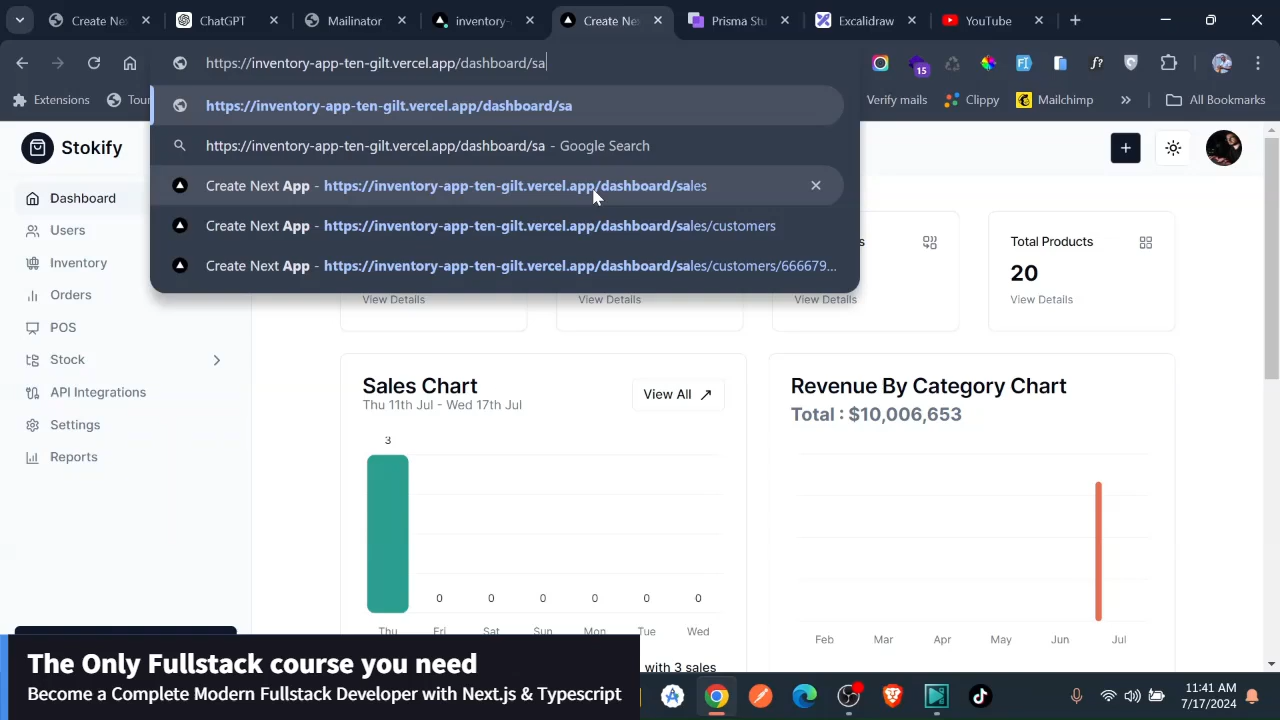 Create Ne
ChatGPT
Mailinator
inventory-
Create Ne
Prisma Stu
Excalidraw
YouTube
https://inventory-app-ten-gilt.vercel.app/dashboard/sa
15
Extensions
Tour
Verify mails
Clippy
Mailchimp
All Bookmarks
https://inventory-app-ten-gilt.vercel.app/dashboard/sa
https://inventory-app-ten-gilt.vercel.app/dashboard/sa - Google Search
Create Next App - https://inventory-app-ten-gilt.vercel.app/dashboard/sales
Create Next App - https://inventory-app-ten-gilt.vercel.app/dashboard/sales/customers
Create Next App - https://inventory-app-ten-gilt.vercel.app/dashboard/sales/customers/666679...
Stokify
Dashboard
Users
Inventory
Orders
POS
Stock
API Integrations
Settings
Reports
View Details
View Details
s
View Details
Total Products
20
View Details
Sales Chart
Thu 11th Jul - Wed 17th Jul
View All
3
0 0 0 0 0 0
Thu Fri Sat Sun Mon Tue Wed
with 3 sales
Revenue By Category Chart
Total : $10,006,653
Feb Mar Apr May Jun Jul
The Only Fullstack course you need
Become a Complete Modern Fullstack Developer with Next.js & Typescript
11:41 AM
7/17/2024